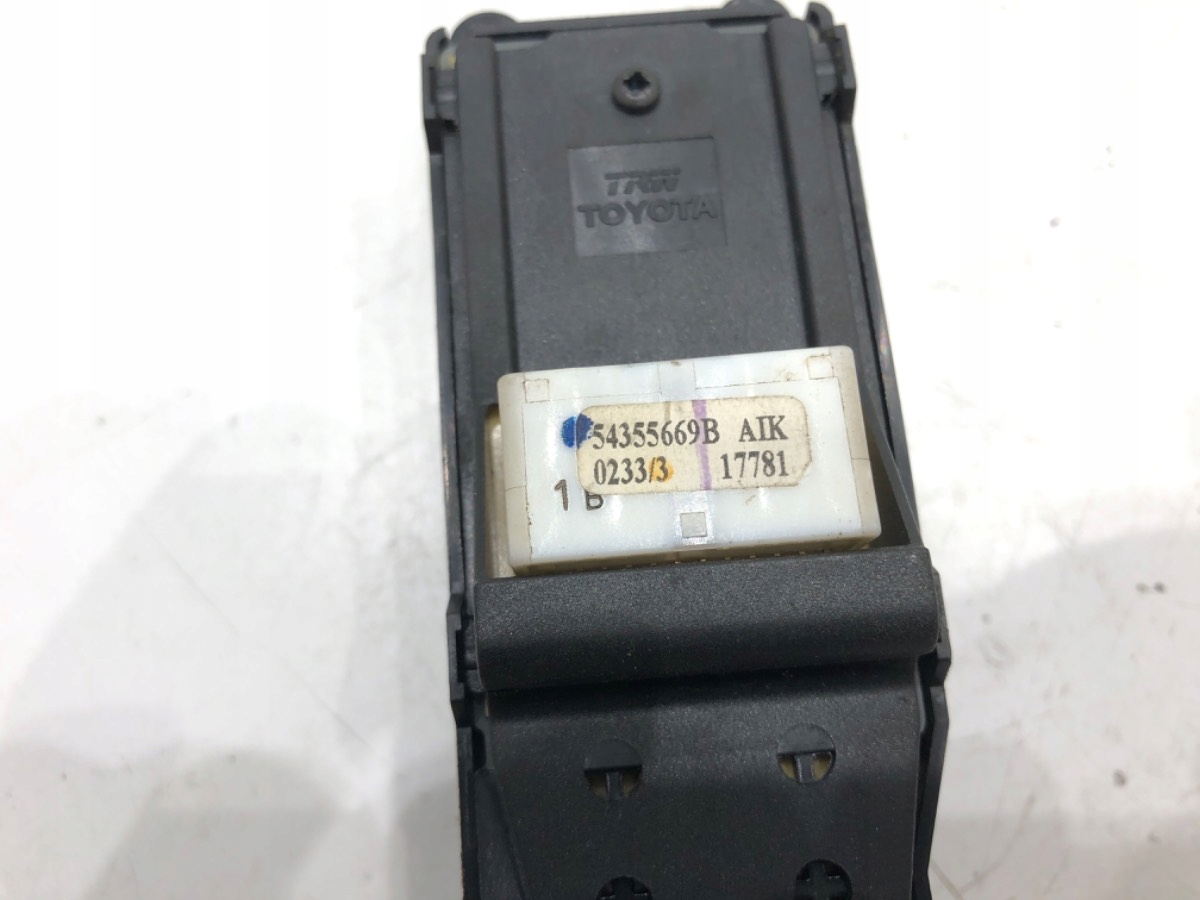 TRW
TOYOTA
54355669B AIK
0233/3 17781
1 B